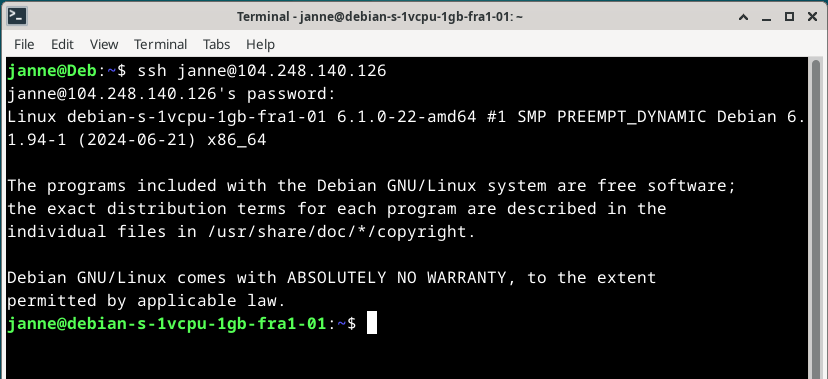 Terminal - janne@debian-s-1vcpu-1gb-fra1-01: ~
File Edit View Terminal Tabs Help
janne@Deb:~$ ssh janne@104.248.140.126
janne@104.248.140.126's password:
Linux debian-s-1vcpu-1gb-fra1-01 6.1.0-22-amd64 #1 SMP PREEMPT_DYNAMIC Debian 6.
1.94-1 (2024-06-21) x86_64
The programs included with the Debian GNU/Linux system are free software;
the exact distribution terms for each program are described in the
individual files in /usr/share/doc/*/copyright.
Debian GNU/Linux comes with ABSOLUTELY NO WARRANTY, to the extent
permitted by applicable law.
janne@debian-s-1vcpu-1gb-fra1-01:~$